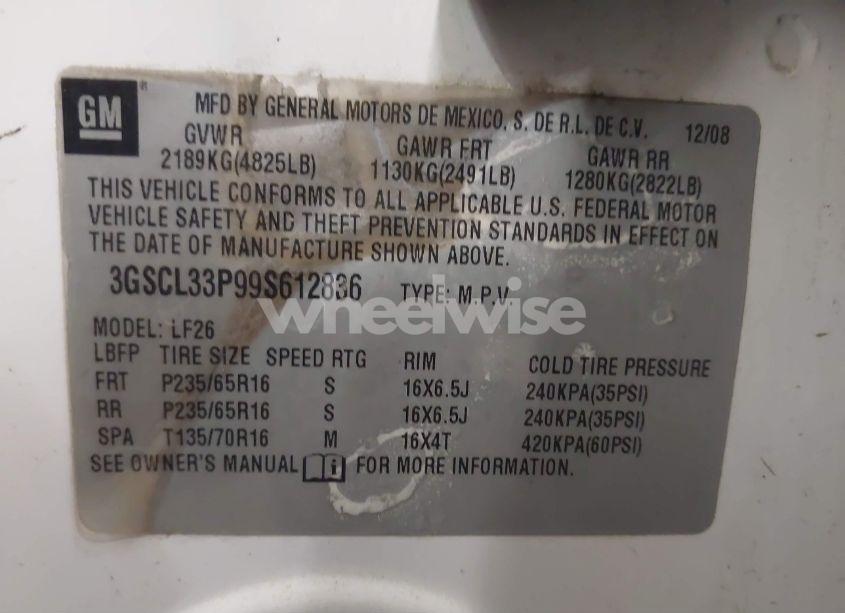 GM
MFD BY GENERAL MOTORS DE MEXICO, S. DE R.L. DE C.V. 12/08
GVWR GAWR FRT GAWR RR
2189KG(4825LB) 1130KG(2491LB) 1280KG(2822LB)
THIS VEHICLE CONFORMS TO ALL APPLICABLE U.S. FEDERAL MOTOR
VEHICLE SAFETY AND THEFT PREVENTION STANDARDS IN EFFECT ON
THE DATE OF MANUFACTURE SHOWN ABOVE.
3GSCL33P99S612836 TYPE: M.P.V.
wheelwise
MODEL: LF26
LBFP TIRE SIZE SPEED RTG RIM COLD TIRE PRESSURE
FRT P235/65R16 S 16X6.5J 240KPA(35PSI)
RR P235/65R16 S 16X6.5J 240KPA(35PSI)
SPA T135/70R16 M 16X4T 420KPA(60PSI)
SEE OWNER'S MANUAL i FOR MORE INFORMATION.